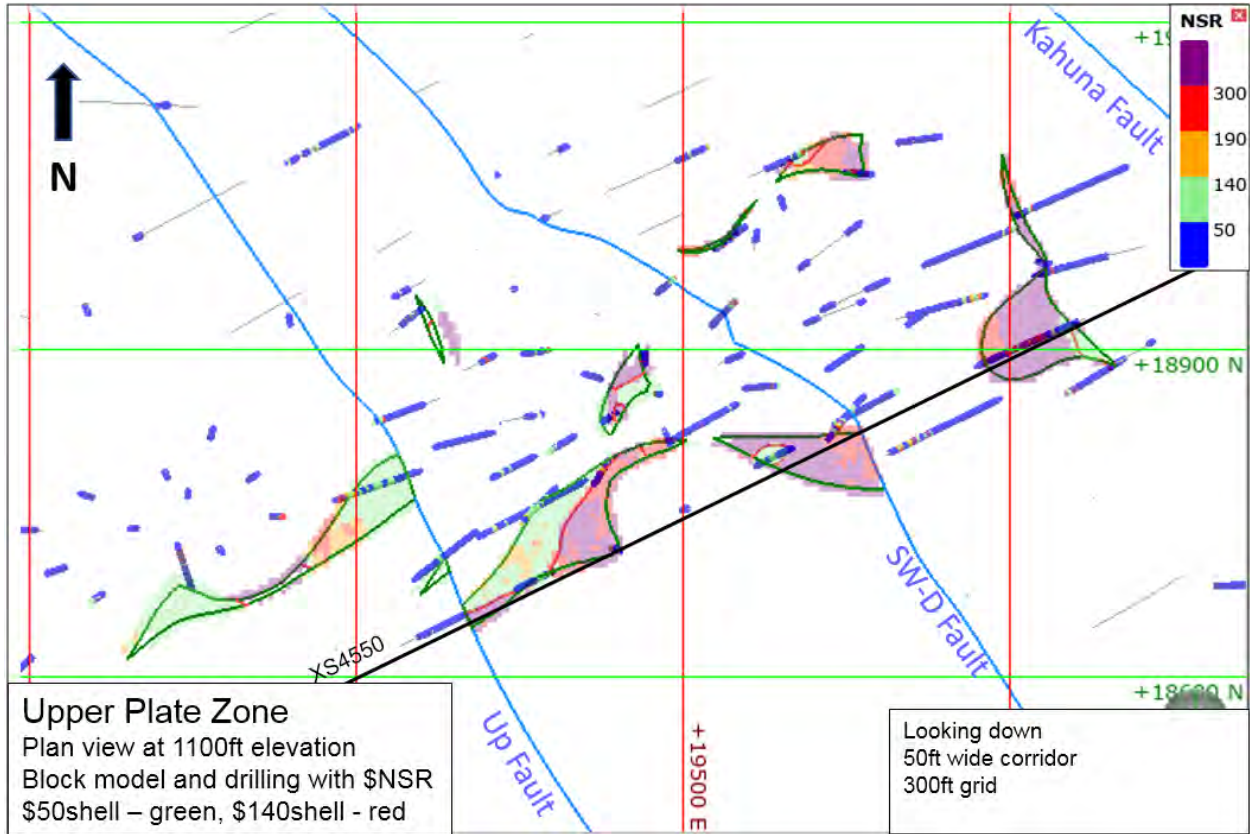 NSR
300
190
140
50
+19
Kahuna Fault
N
+18900 N
XS4550
SW-D Fault
+18600 N
Up Fault
+19500 E
Upper Plate Zone
Plan view at 1100ft elevation
Block model and drilling with $NSR
$50shell – green, $140shell - red
Looking down
50ft wide corridor
300ft grid